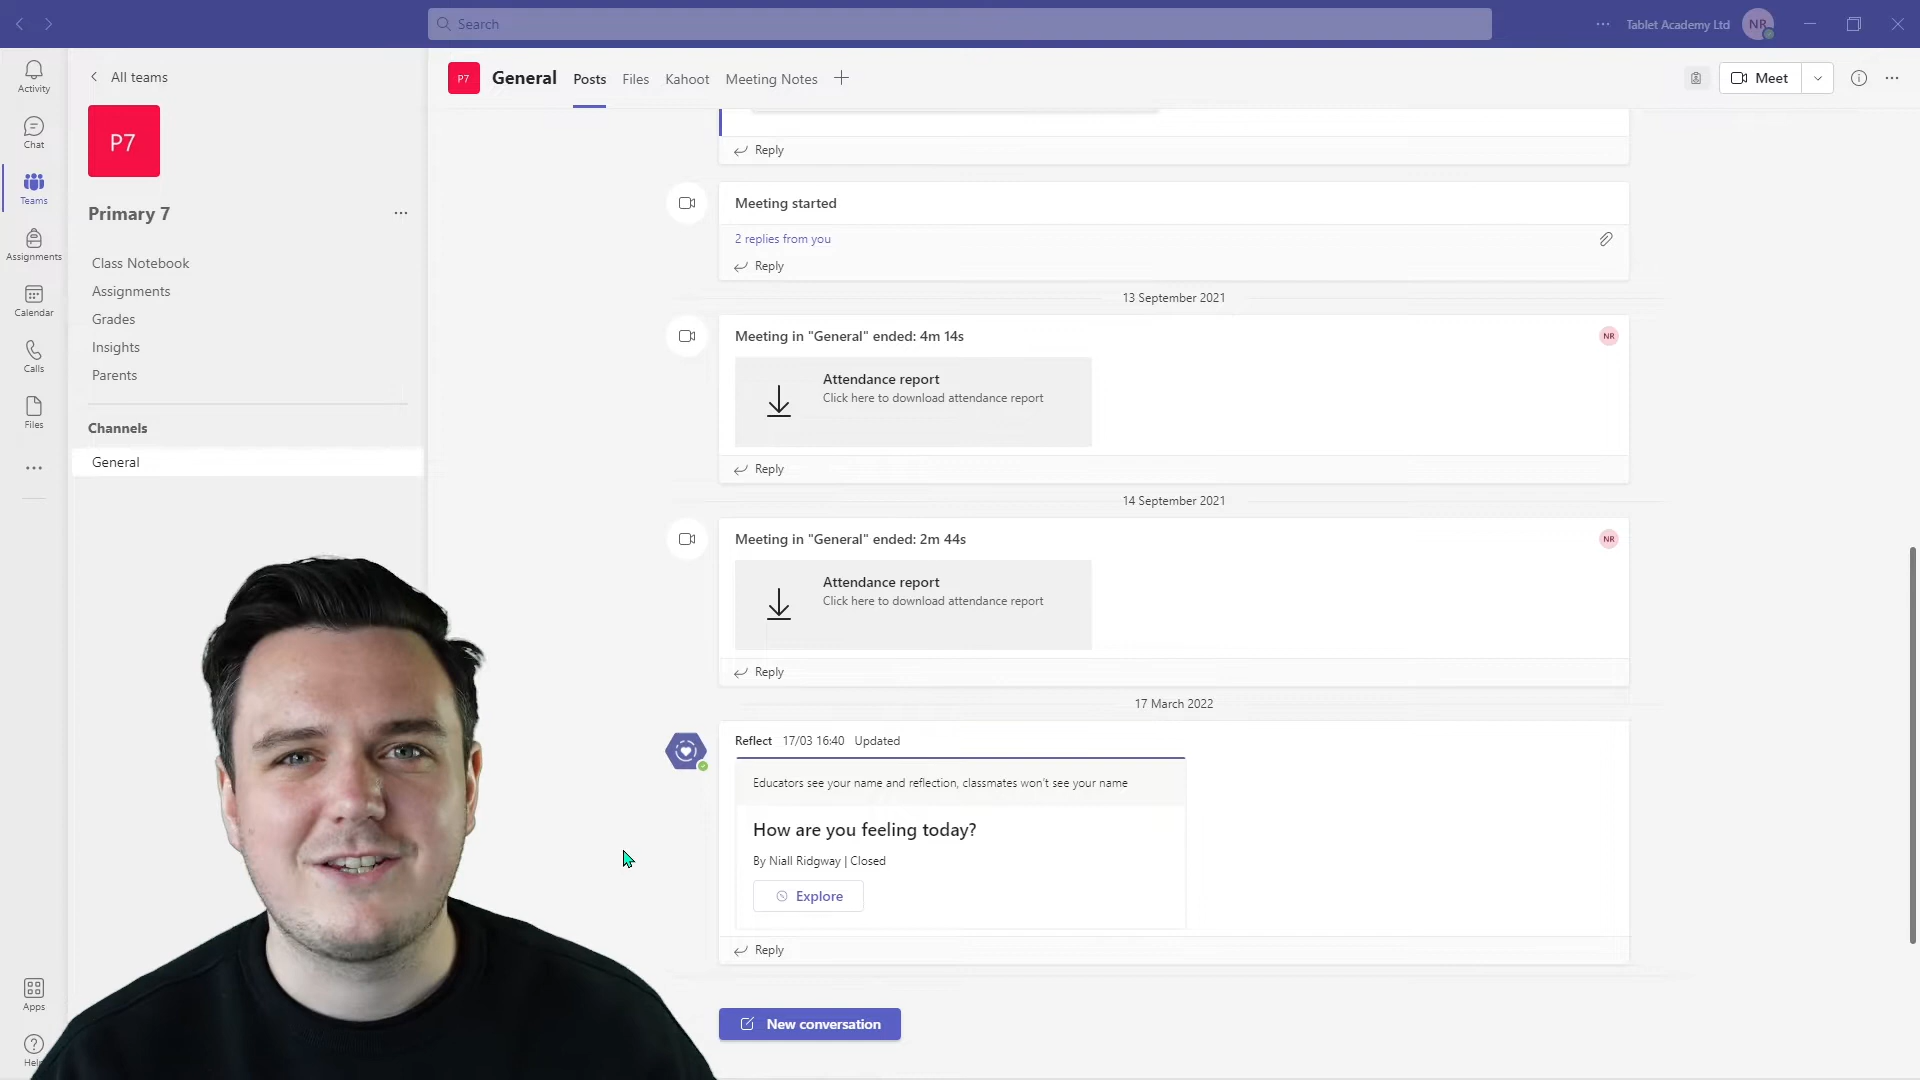 Search
Tablet Academy Ltd
NR
Activity
Chat
Teams
Assignments
Calendar
Calls
Files
Apps
Help
All teams
P7
Primary 7
Class Notebook
Assignments
Grades
Insights
Parents
Channels
General
P7
General
Posts
Files
Kahoot
Meeting Notes
Meet
Reply
Meeting started
2 replies from you
Reply
13 September 2021
Meeting in "General" ended: 4m 14s
NR
Attendance report
Click here to download attendance report
Reply
14 September 2021
Meeting in "General" ended: 2m 44s
NR
Attendance report
Click here to download attendance report
Reply
17 March 2022
Reflect 17/03 16:40 Updated
Educators see your name and reflection, classmates won't see your name
How are you feeling today?
By Niall Ridgway | Closed
Explore
Reply
New conversation